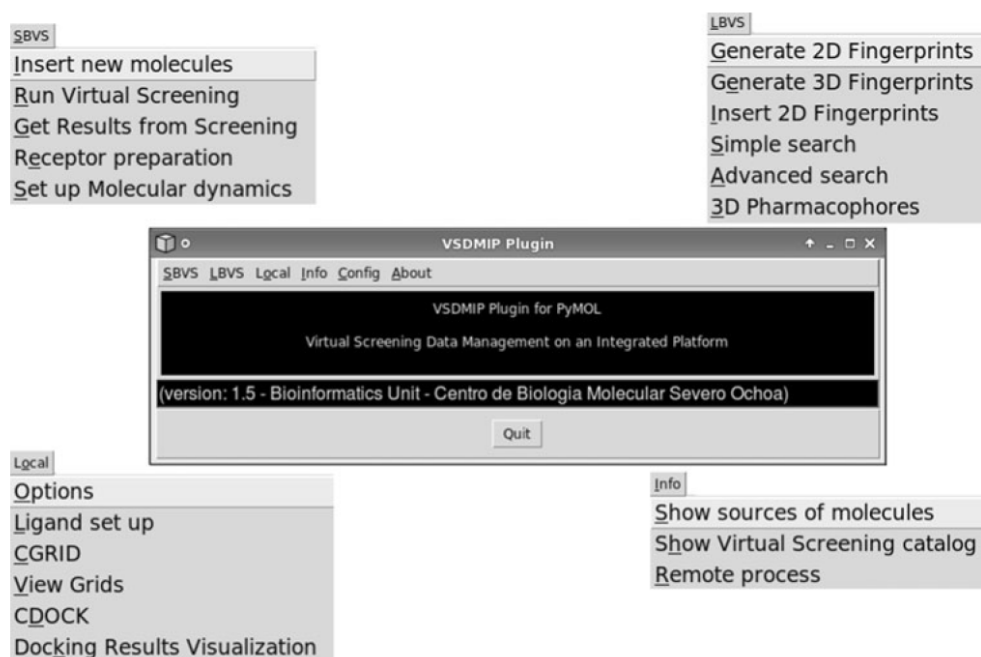 SBVS
Insert new molecules
Run Virtual Screening
Get Results from Screening
Receptor preparation
Set up Molecular dynamics
LBVS
Generate 2D Fingerprints
Generate 3D Fingerprints
Insert 2D Fingerprints
Simple search
Advanced search
3D Pharmacophores
VSDMIP Plugin
SBVS LBVS Local Info Config About
VSDMIP Plugin for PyMOL
Virtual Screening Data Management on an Integrated Platform
(version: 1.5 - Bioinformatics Unit - Centro de Biologia Molecular Severo Ochoa)
Quit
Local
Options
Ligand set up
CGRID
View Grids
CDOCK
Docking Results Visualization
Info
Show sources of molecules
Show Virtual Screening catalog
Remote process